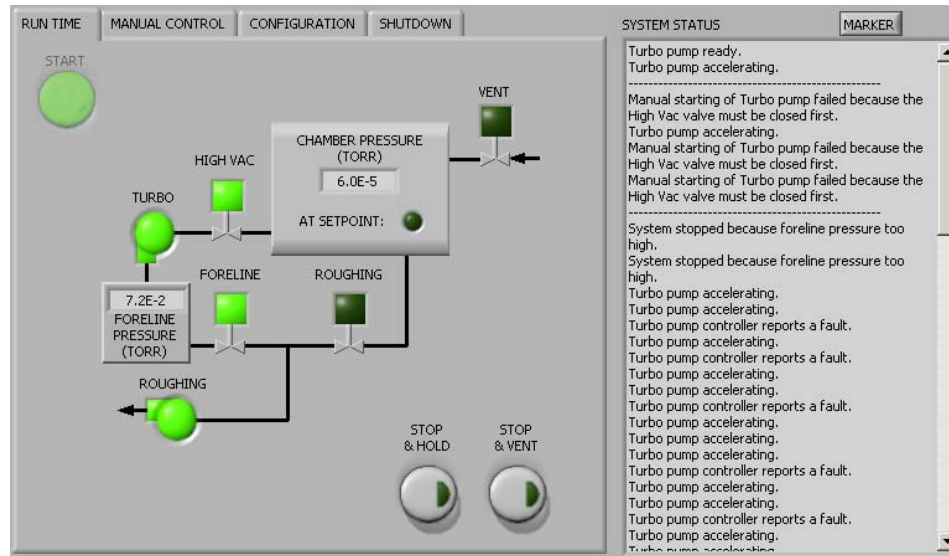 RUN TIME
MANUAL CONTROL
CONFIGURATION
SHUTDOWN
START
VENT
CHAMBER PRESSURE
(TORR)
6.0E-5
AT SETPOINT:
HIGH VAC
TURBO
FORELINE
ROUGHING
7.2E-2
FORELINE
PRESSURE
(TORR)
ROUGHING
STOP
& HOLD
STOP
& VENT
SYSTEM STATUS
MARKER
Turbo pump ready.
Turbo pump accelerating.
------------------------------------------------
Manual starting of Turbo pump failed because the
High Vac valve must be closed first.
Turbo pump accelerating.
Manual starting of Turbo pump failed because the
High Vac valve must be closed first.
Manual starting of Turbo pump failed because the
High Vac valve must be closed first.
------------------------------------------------
System stopped because foreline pressure too
high.
System stopped because foreline pressure too
high.
Turbo pump accelerating.
Turbo pump accelerating.
Turbo pump controller reports a fault.
Turbo pump accelerating.
Turbo pump controller reports a fault.
Turbo pump accelerating.
Turbo pump accelerating.
Turbo pump controller reports a fault.
Turbo pump accelerating.
Turbo pump accelerating.
Turbo pump accelerating.
Turbo pump controller reports a fault.
Turbo pump accelerating.
Turbo pump accelerating.
Turbo pump controller reports a fault.
Turbo pump accelerating.
Turbo pump accelerating